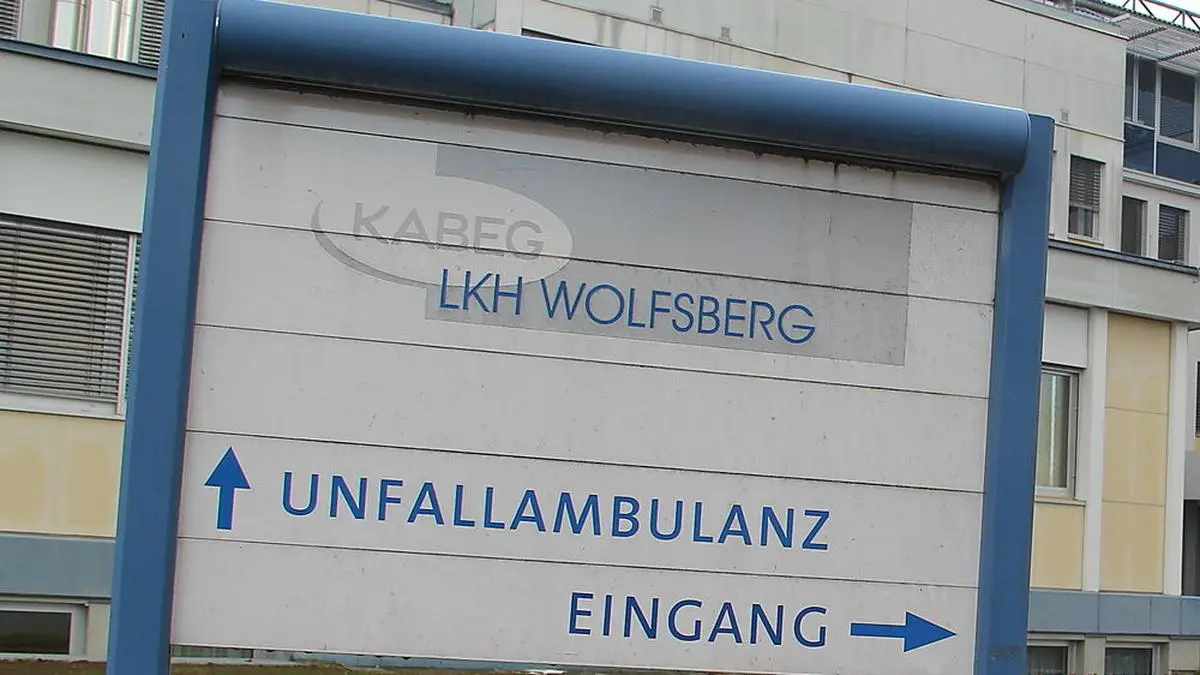 KABEG
LKH WOLFSBERG
UNFALLAMBULANZ
EINGANG